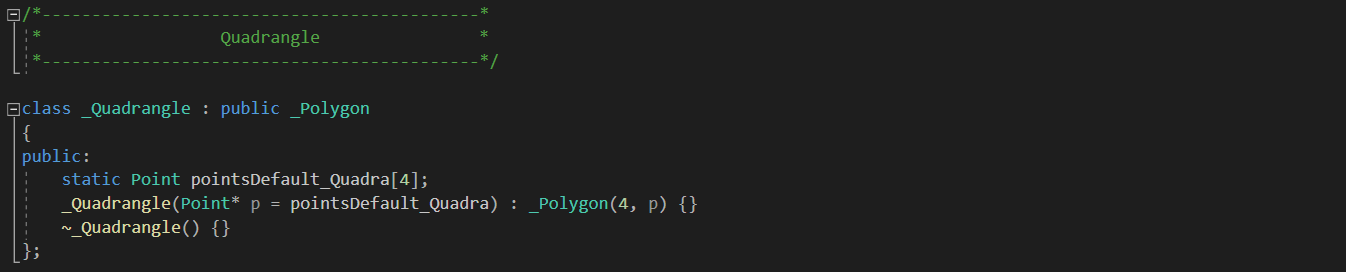 /*--------------------------------------------*
 *                  Quadrangle                *
 *--------------------------------------------*/
class _Quadrangle : public _Polygon
{
public:
    static Point pointsDefault_Quadra[4];
    _Quadrangle(Point* p = pointsDefault_Quadra) : _Polygon(4, p) {}
    ~_Quadrangle() {}
};